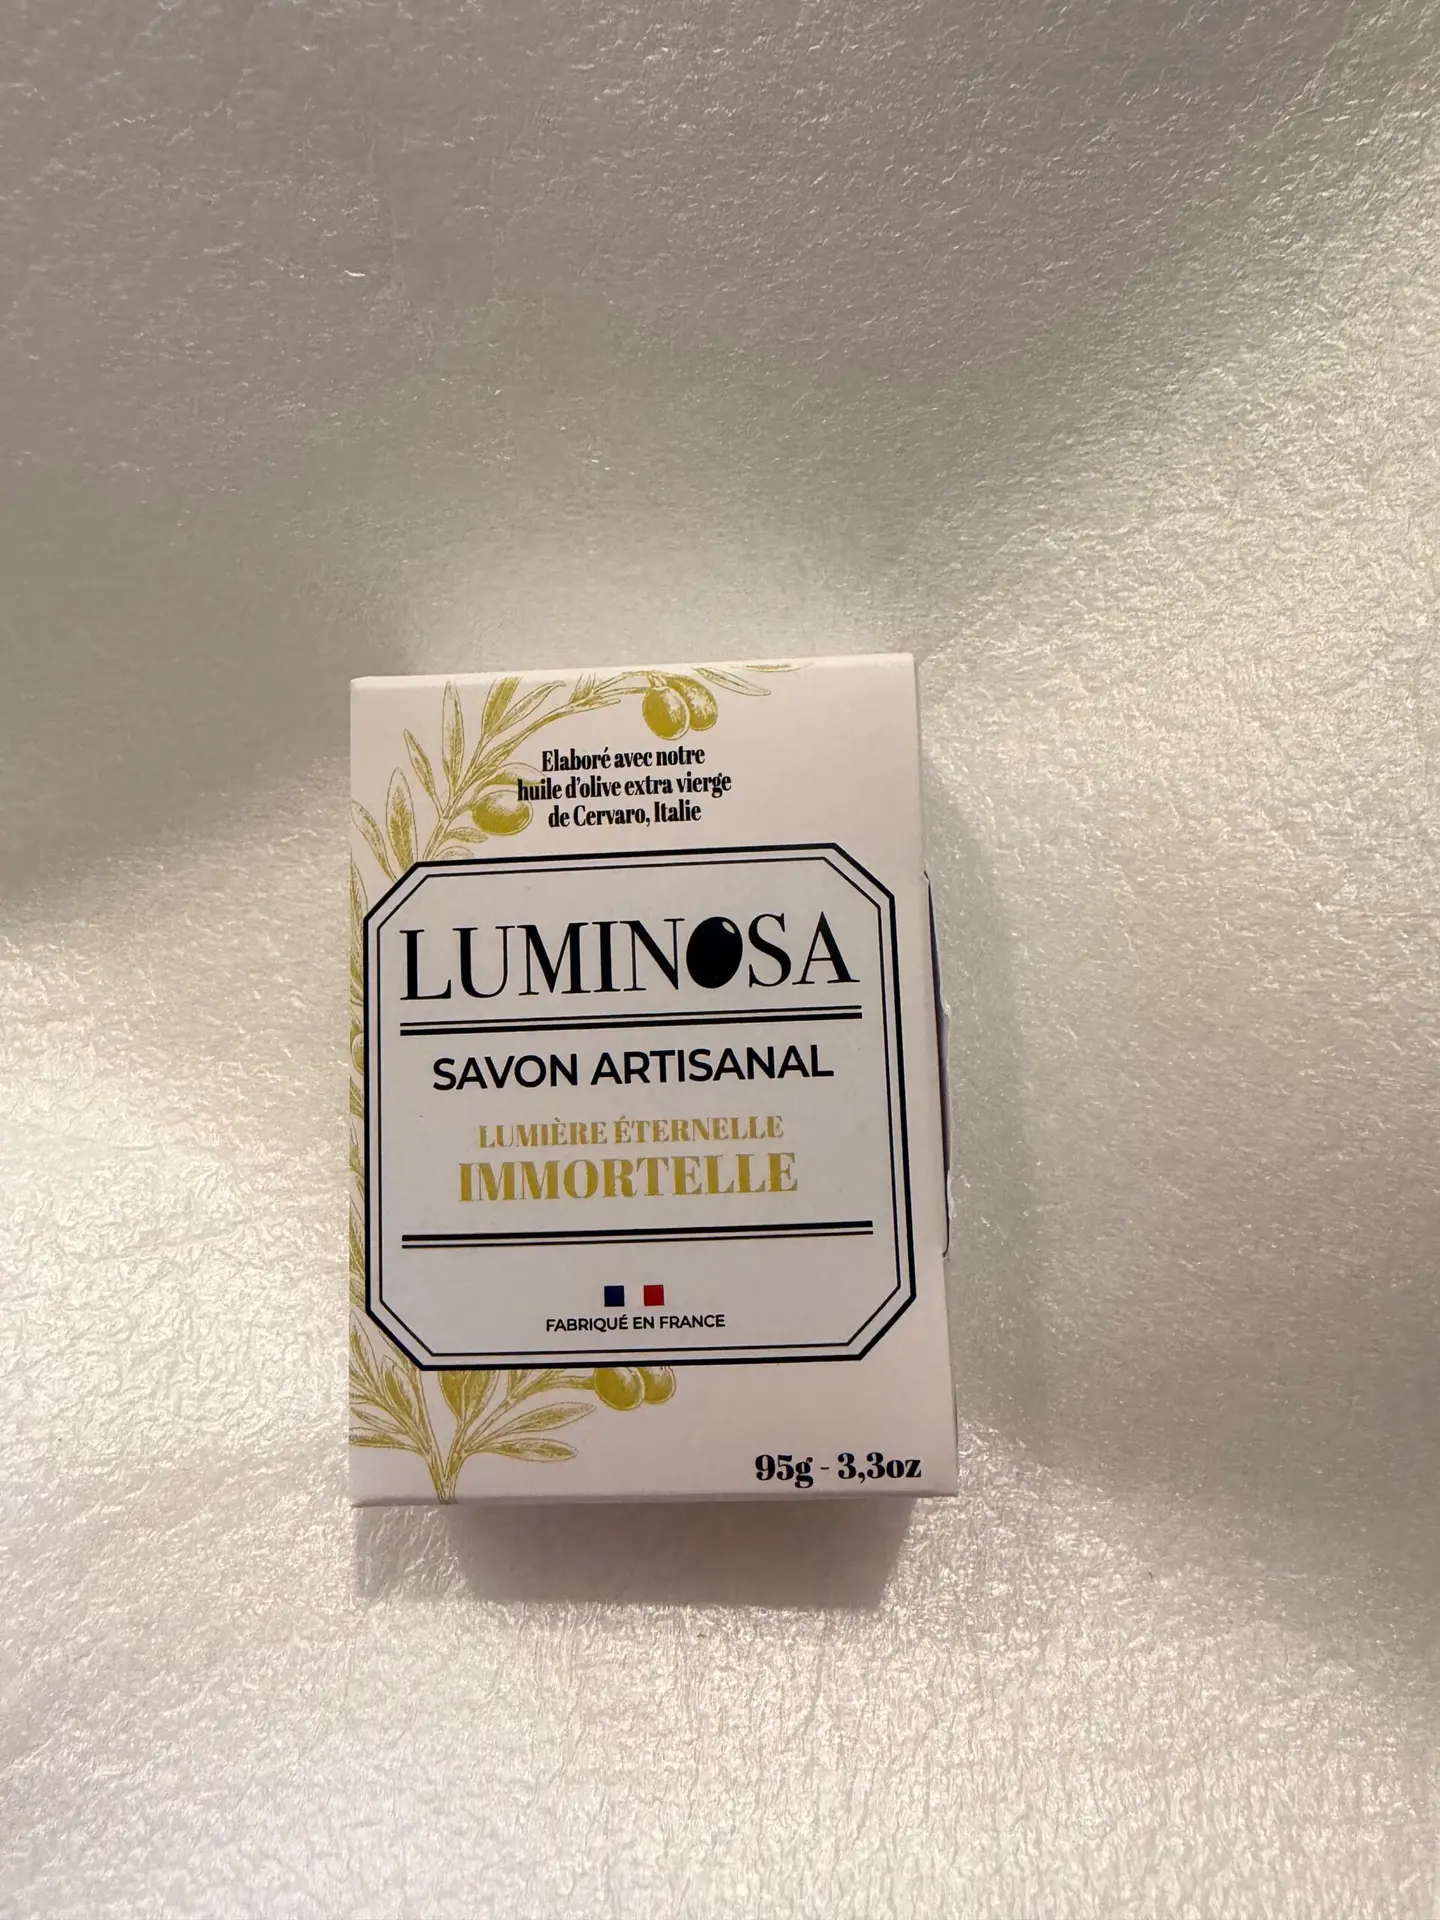 Elaboré avec notre
huile d'olive extra vierge
de Cervaro, Italie
LUMINOSA
SAVON ARTISANAL
LUMIÈRE ÉTERNELLE
IMMORTELLE
FABRIQUÉ EN FRANCE
95g - 3,3oz